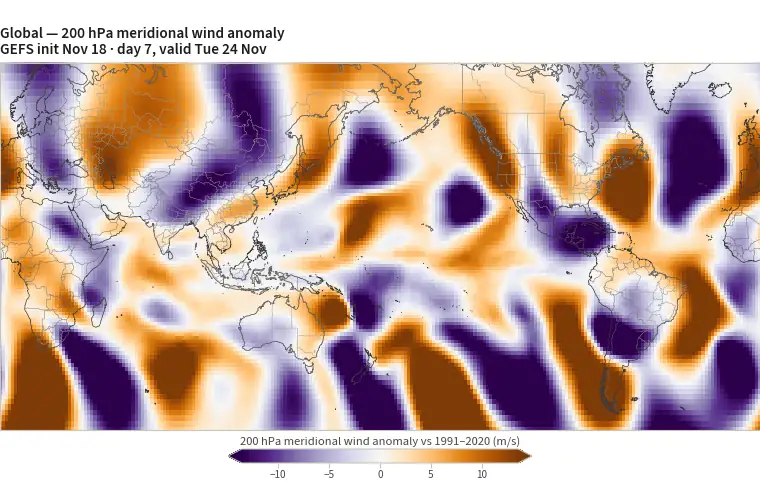 Global — 200 hPa meridional wind anomaly
GEFS init Nov 18 · day 7, valid Tue 24 Nov
200 hPa meridional wind anomaly vs 1991–2020 (m/s)
−10 −5 0 5 10